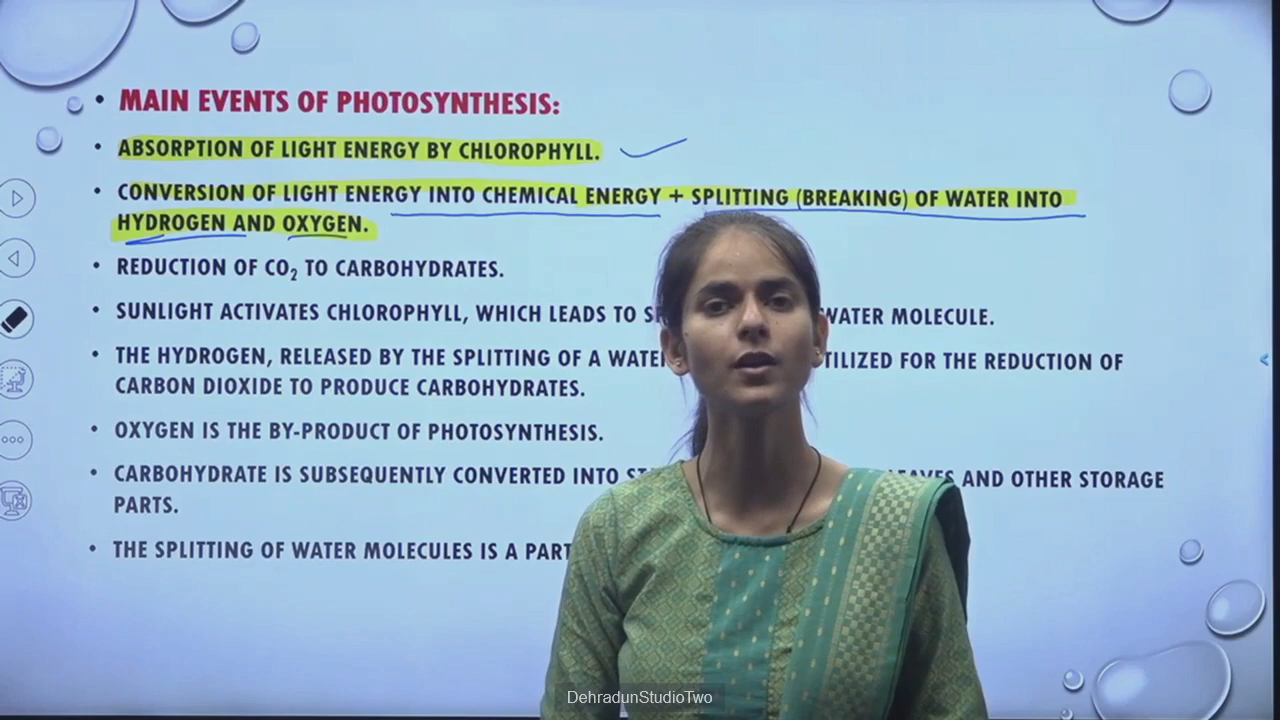 • MAIN EVENTS OF PHOTOSYNTHESIS:
• ABSORPTION OF LIGHT ENERGY BY CHLOROPHYLL.
• CONVERSION OF LIGHT ENERGY INTO CHEMICAL ENERGY + SPLITTING (BREAKING) OF WATER INTO
HYDROGEN AND OXYGEN.
• REDUCTION OF CO₂ TO CARBOHYDRATES.
• SUNLIGHT ACTIVATES CHLOROPHYLL, WHICH LEADS TO WATER MOLECULE.
• THE HYDROGEN, RELEASED BY THE SPLITTING OF A FOR THE REDUCTION OF
CARBON DIOXIDE TO PRODUCE CARBOHYDRATES.
• OXYGEN IS THE BY-PRODUCT OF PHOTOSYNTHESIS.
• CARBOHYDRATE IS SUBSEQUENTLY CONVERTED INTO AND OTHER STORAGE
PARTS.
• THE SPLITTING OF WATER MOLECULES IS A PART
DehradunStudioTwo